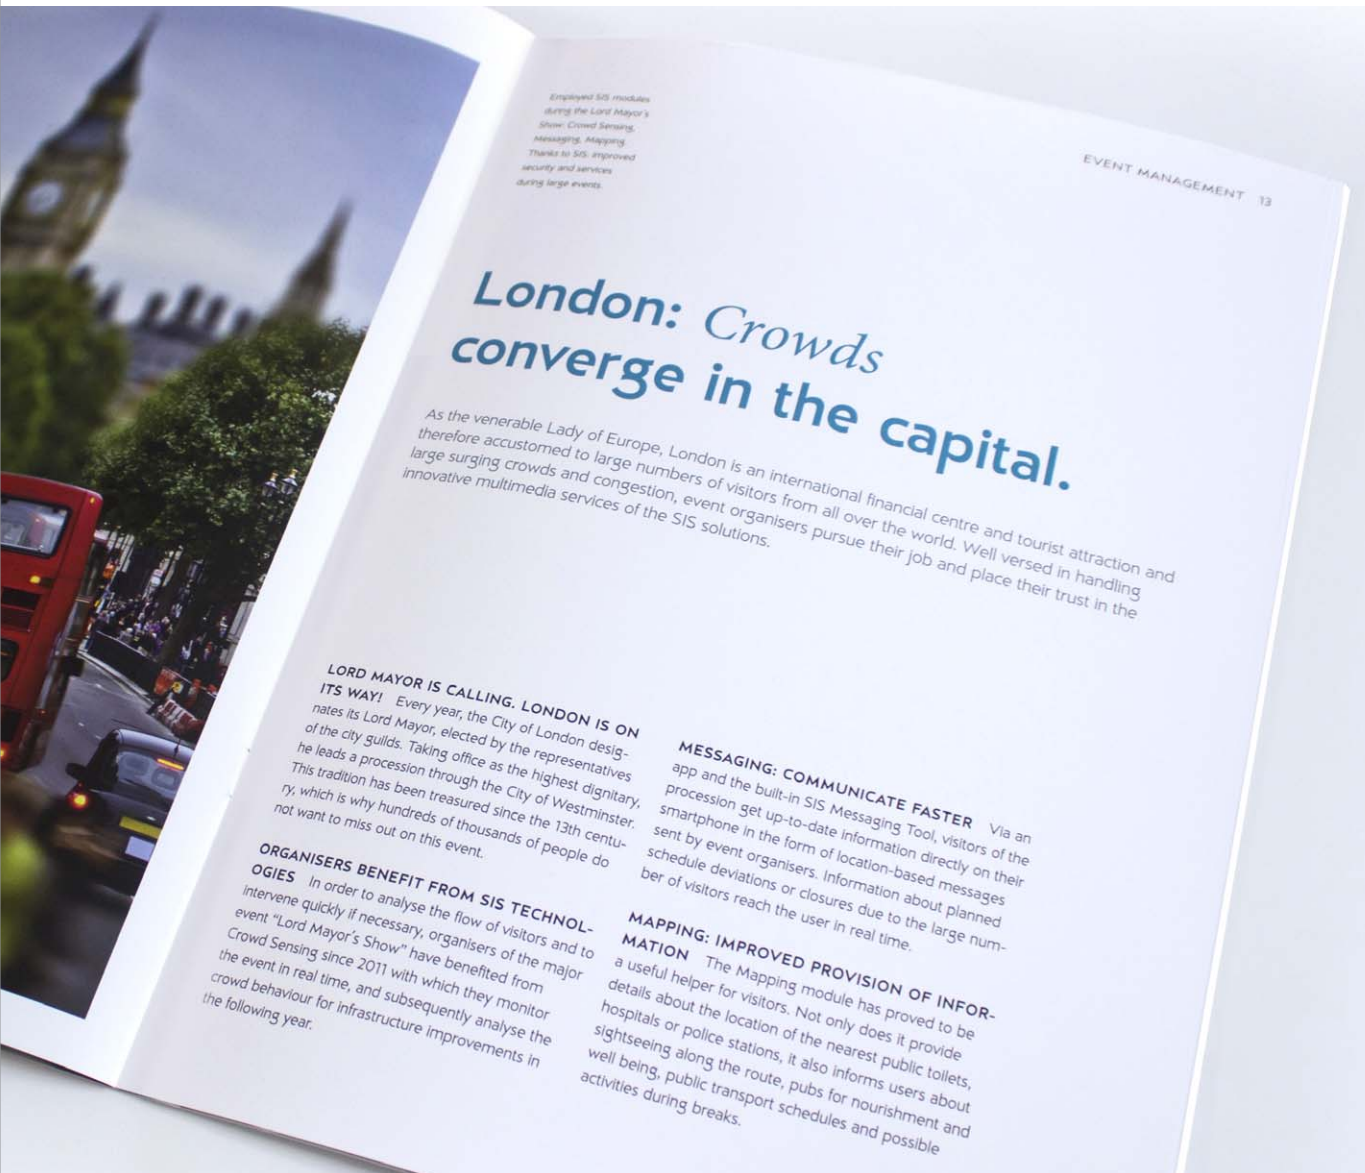 Employed SIS modules
during the Lord Mayor's
Show: Crowd Sensing,
Messaging, Mapping.
Thanks to SIS: improved
security and services
during large events.
EVENT MANAGEMENT 13
London: Crowds
converge in the capital.
As the venerable Lady of Europe, London is an international financial centre and tourist attraction and
therefore accustomed to large numbers of visitors from all over the world. Well versed in handling
large surging crowds and congestion, event organisers pursue their job and place their trust in the
innovative multimedia services of the SIS solutions.
LORD MAYOR IS CALLING. LONDON IS ON
ITS WAY! Every year, the City of London desig-
nates its Lord Mayor, elected by the representatives
of the city guilds. Taking office as the highest dignitary,
he leads a procession through the City of Westminster.
This tradition has been treasured since the 13th centu-
ry, which is why hundreds of thousands of people do
not want to miss out on this event.
ORGANISERS BENEFIT FROM SIS TECHNOL-
OGIES In order to analyse the flow of visitors and to
intervene quickly if necessary, organisers of the major
event "Lord Mayor's Show" have benefited from
Crowd Sensing since 2011 with which they monitor
the event in real time, and subsequently analyse the
crowd behaviour for infrastructure improvements in
the following year.
MESSAGING: COMMUNICATE FASTER Via an
app and the built-in SIS Messaging Tool, visitors of the
procession get up-to-date information directly on their
smartphone in the form of location-based messages
sent by event organisers. Information about planned
schedule deviations or closures due to the large num-
ber of visitors reach the user in real time.
MAPPING: IMPROVED PROVISION OF INFOR-
MATION The Mapping module has proved to be
a useful helper for visitors. Not only does it provide
details about the location of the nearest public toilets,
hospitals or police stations, it also informs users about
sightseeing along the route, pubs for nourishment and
well being, public transport schedules and possible
activities during breaks.